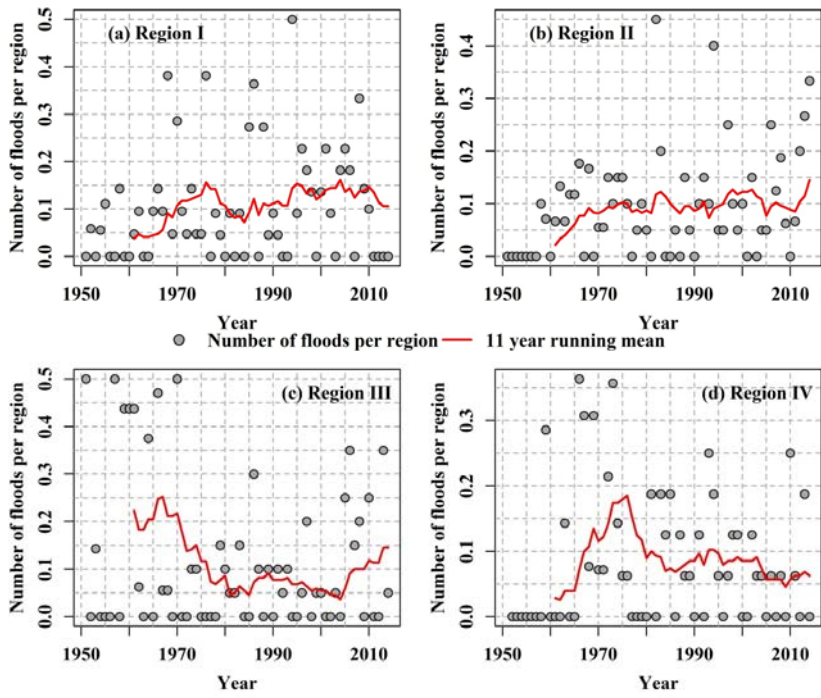 (a) Region I
Number of floods per region
0.0 0.1 0.2 0.3 0.4 0.5
1950 1970 1990 2010
Year
(b) Region II
Number of floods per region
0.0 0.1 0.2 0.3 0.4
1950 1970 1990 2010
Year
Number of floods per region 11 year running mean
(c) Region III
Number of floods per region
0.0 0.1 0.2 0.3 0.4 0.5
1950 1970 1990 2010
Year
(d) Region IV
Number of floods per region
0.0 0.1 0.2 0.3
1950 1970 1990 2010
Year